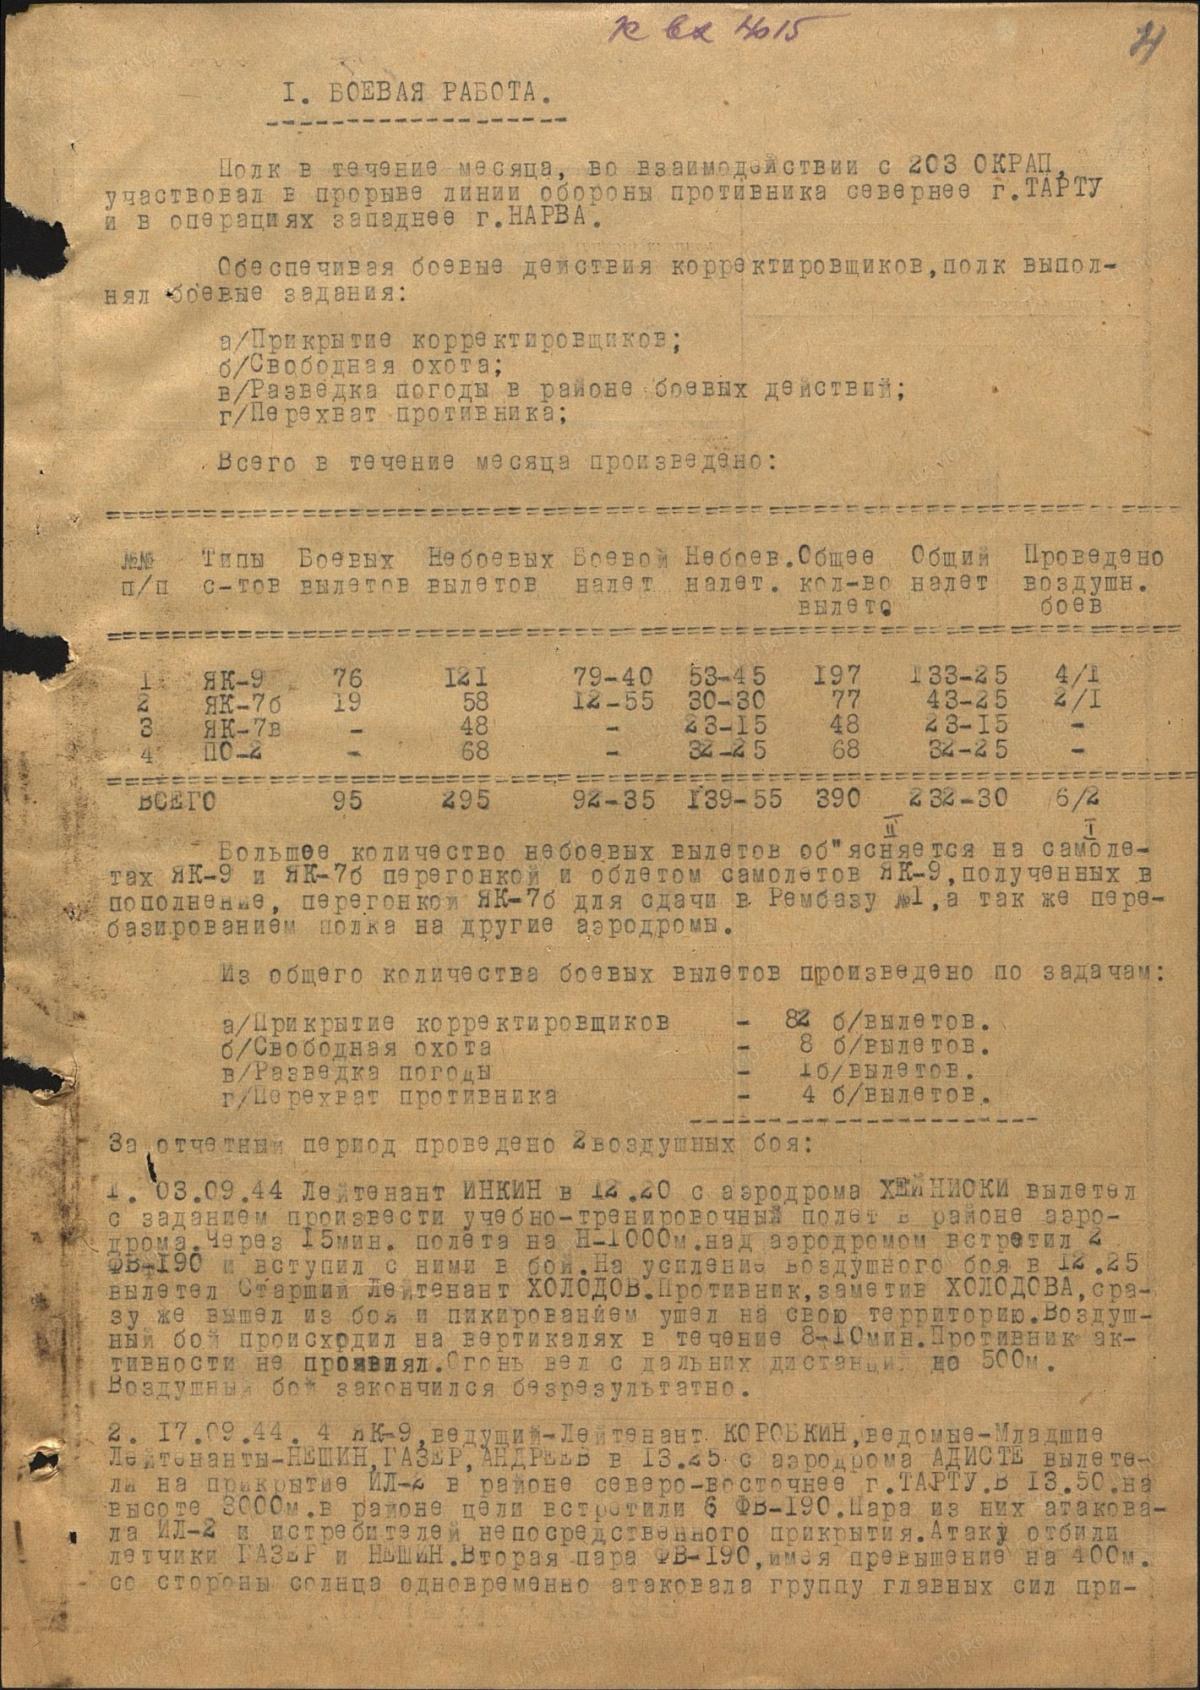 к вх 4015
21
I. БОЕВАЯ РАБОТА.
Полк в течение месяца, во взаимодействии с 203 ОКРАП,
участвовал в прорыве линии обороны противника севернее г.ТАРТУ
и в операциях западнее г.НАРВА.
Обеспечивая боевые действия корректировщиков,полк выпол-
нял боевые задания:
а/Прикрытие корректировщиков;
б/Свободная охота;
в/Разведка погоды в районе боевых действий;
г/Перехват противника;
Всего в течение месяца произведено:
№№ Типы Боевых Небоевых Боевой Небоев. Общее Общий Проведено
п/п с-тов вылетов вылетов налет налет. кол-во налет воздушн.
вылето боев
1 ЯК-9 76 121 79-40 53-45 197 133-25 4/1
2 ЯК-7б 19 58 12-55 30-30 77 43-25 2/1
3 ЯК-7в - 48 - 23-15 48 23-15 -
4 ПО-2 - 68 - 32-25 68 32-25 -
ВСЕГО 95 295 92-35 139-55 390 232-30 6/2
II I
Большое количество небоевых вылетов об"ясняется на самоле-
тах ЯК-9 и ЯК-7б перегонкой и облетом самолетов ЯК-9,полученных в
пополнение, перегонкой ЯК-7б для сдачи в Рембазу №1,а так же пере-
базированием полка на другие аэродромы.
Из общего количества боевых вылетов произведено по задачам:
а/Прикрытие корректировщиков - 82 б/вылетов.
б/Свободная охота - 8 б/вылетов.
в/Разведка погоды - 1б/вылетов.
г/Перехват противника - 4 б/вылетов.
За отчетный период проведено 2воздушных боя:
1. 03.09.44 Лейтенант ИНКИН в 12.20 с аэродрома ХЕЙНИОКИ вылетел
с заданием произвести учебно-тренировочный полет в районе аэро-
дрома.Через 15мин. полета на Н-1000м.над аэродромом встретил 2
ФВ-190 и вступил с ними в бой.На усиление воздушного боя в 12.25
вылетел Старший Лейтенант ХОЛОДОВ.Противник,заметив ХОЛОДОВА,сра-
зу же вышел из боя и пикированием ушел на свою территорию.Воздуш-
ный бой происходил на вертикалях в течение 8-10мин.Противник ак-
тивности не проявлял.Огонь вел с дальних дистанций до 500м.
Воздушный бой закончился безрезультатно.
2. 17.09.44. 4 ЯК-9,ведущий-Лейтенант КОРОБКИН,ведомые-Младшие
Лейтенанты-НЕШИН,ГАЗЕР,АНДРЕЕВ в 13.25 с аэродрома АДИСТЕ вылете-
ли на прикрытие ИЛ-2 в районе северо-восточнее г.ТАРТУ.В 13.50.на
высоте 3000м.в районе цели встретили 6 ФВ-190.Пара из них атакова-
ла ИЛ-2 и истребителей непосредственного прикрытия.Атаку отбили
летчики ГАЗЕР и НЕШИН.Вторая пара ФВ-190,имея превышение на 400м.
со стороны солнца одновременно атаковала группу главных сил при-